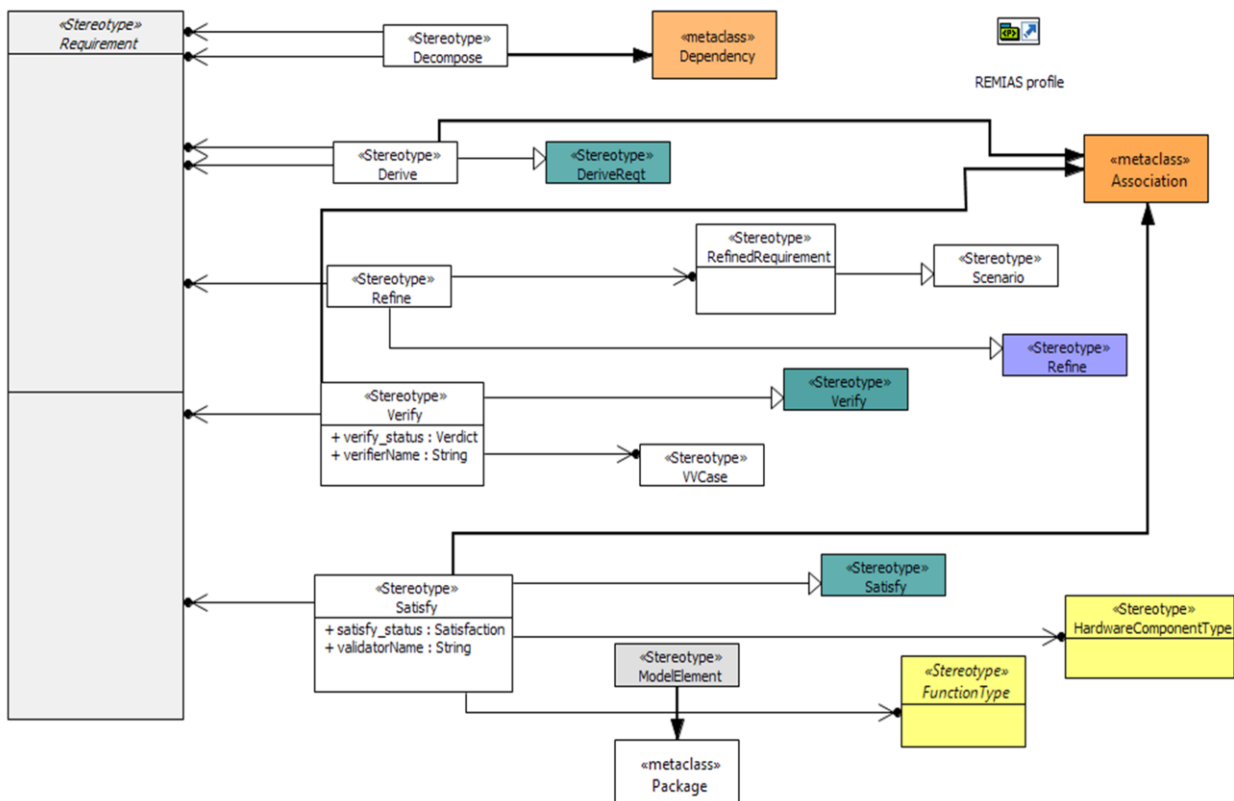 «Stereotype»
Requirement
«Stereotype»
Decompose
«metaclass»
Dependency
«P»
REMIAS profile
«Stereotype»
Derive
«Stereotype»
DeriveReqt
«metaclass»
Association
«Stereotype»
RefinedRequirement
«Stereotype»
Scenario
«Stereotype»
Refine
«Stereotype»
Refine
«Stereotype»
Verify
+ verify_status : Verdict
+ verifierName : String
«Stereotype»
Verify
«Stereotype»
VVCase
«Stereotype»
Satisfy
+ satisfy_status : Satisfaction
+ validatorName : String
«Stereotype»
Satisfy
«Stereotype»
HardwareComponentType
«Stereotype»
ModelElement
«Stereotype»
FunctionType
«metaclass»
Package